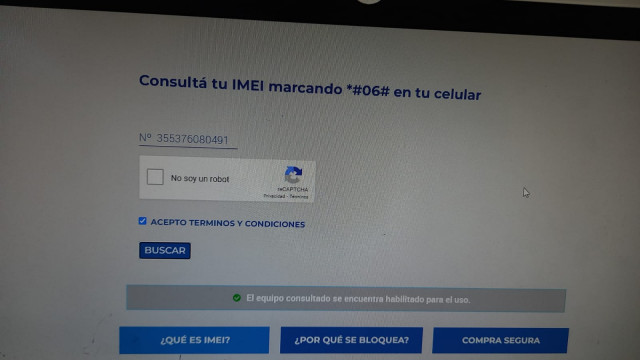 Consultá tu IMEI marcando *#06# en tu celular
Nº 355376080491
No soy un robot
reCAPTCHA
Privacidad - Términos
ACEPTO TERMINOS Y CONDICIONES
BUSCAR
El equipo consultado se encuentra habilitado para el uso.
¿QUÉ ES IMEI?
¿POR QUÉ SE BLOQUEA?
COMPRA SEGURA